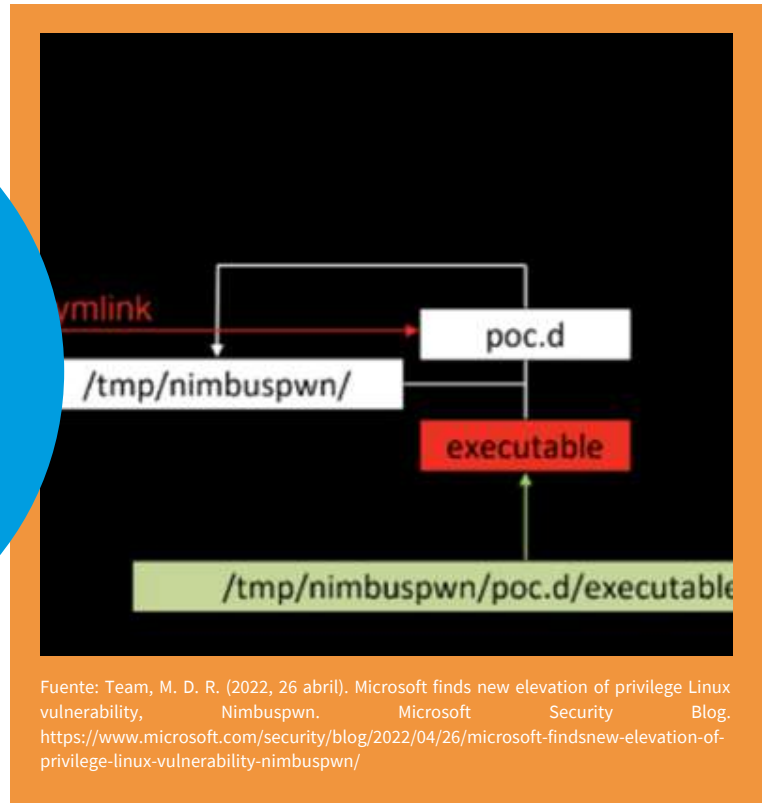 ymlink
poc.d
/tmp/nimbuspwn/
executable
/tmp/nimbuspwn/poc.d/executable
Fuente: Team, M. D. R. (2022, 26 abril). Microsoft finds new elevation of privilege Linux
vulnerability, Nimbuspwn. Microsoft Security Blog.
https://www.microsoft.com/security/blog/2022/04/26/microsoft-findsnew-elevation-of-
privilege-linux-vulnerability-nimbuspwn/